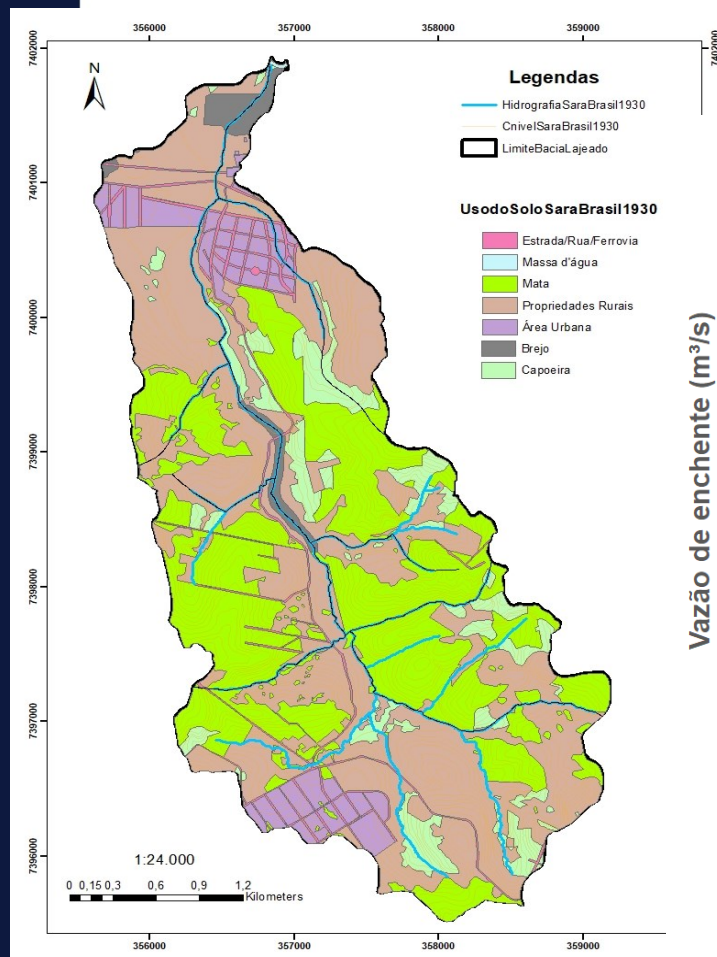 356000 357000 358000 359000
7402000
7402000
N
Legendas
HidrografiaSaraBrasil1930
CnivelSaraBrasil1930
LimiteBaciaLajeado
7401000
UsodoSoloSaraBrasil1930
Estrada/Rua/Ferrovia
Massa d'água
Mata
Propriedades Rurais
Área Urbana
Brejo
Capoeira
7400000
Vazão de enchente (m³/s)
7399000
7398000
7397000
7396000
1:24.000
0 0,15 0,3 0,6 0,9 1,2
Kilometers
356000 357000 358000 359000